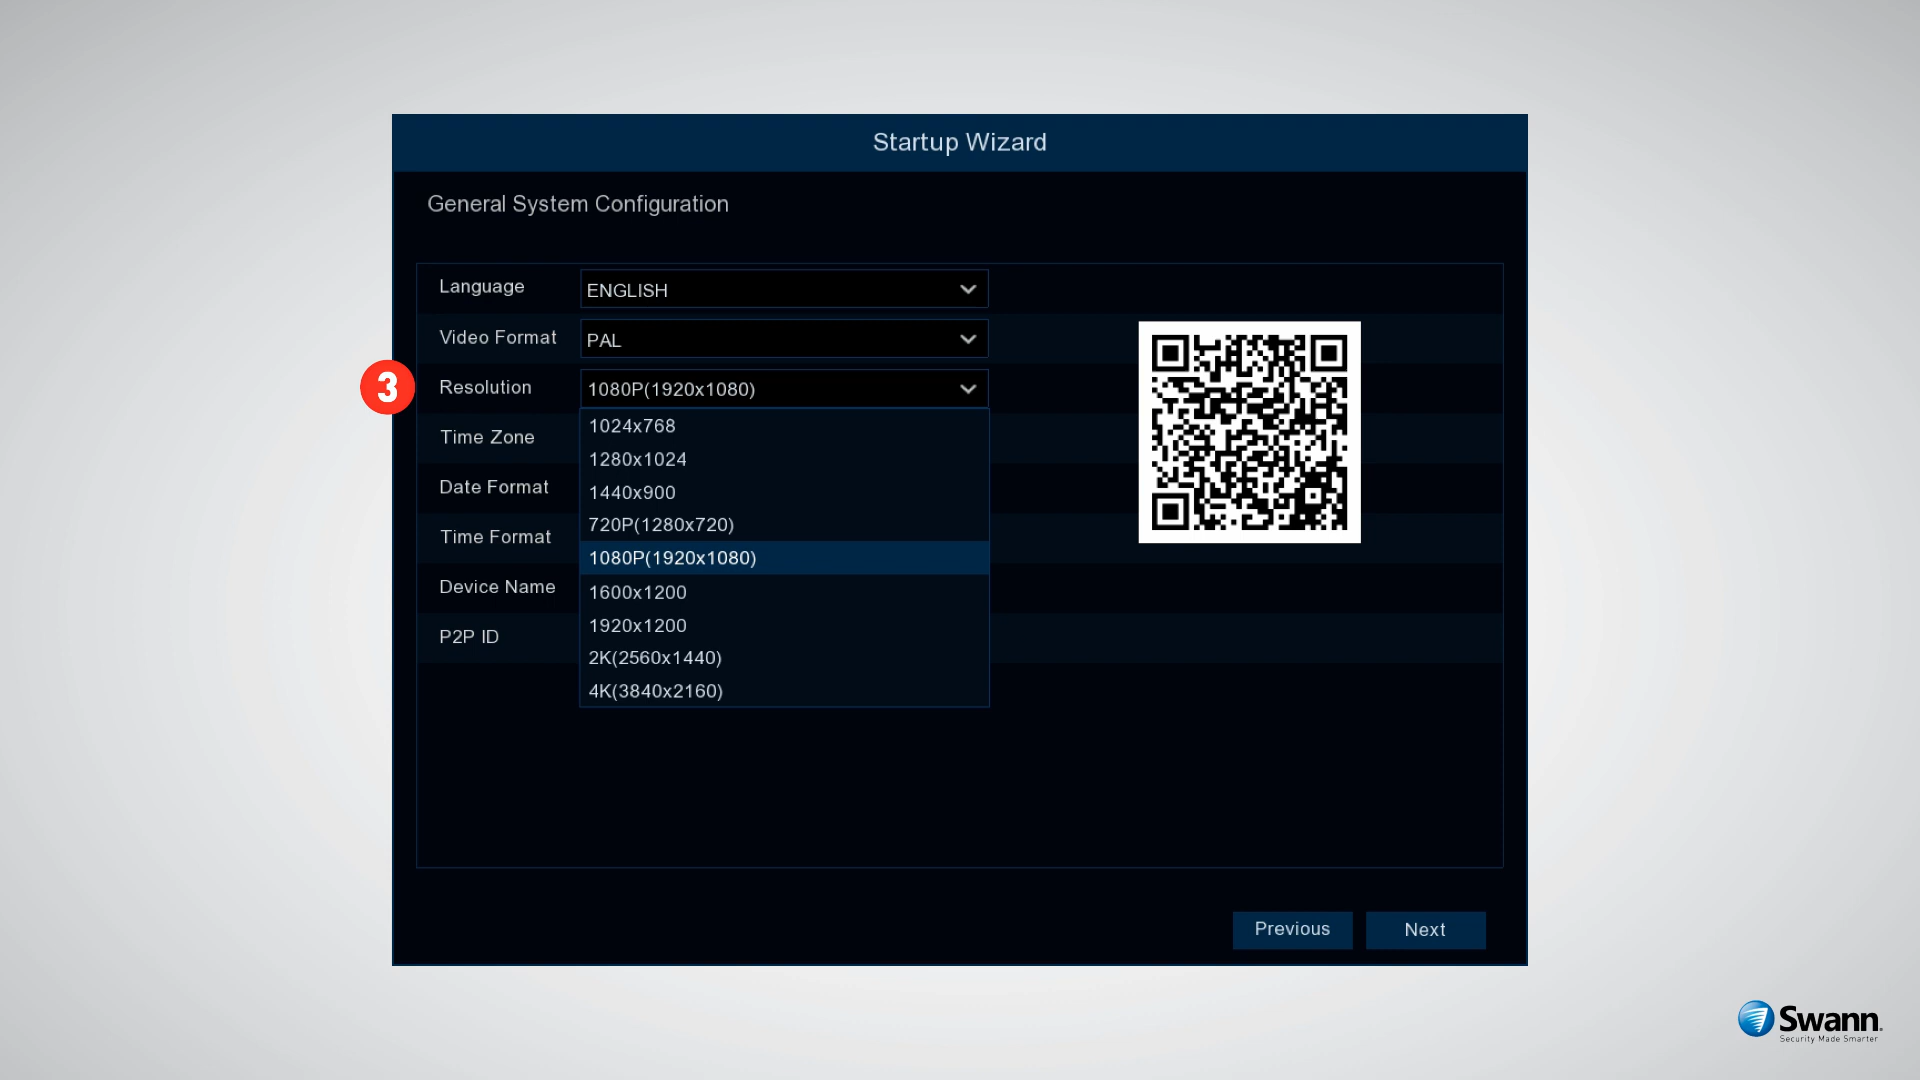 Startup Wizard
General System Configuration
Language
ENGLISH
Video Format
PAL
3
Resolution
1080P(1920x1080)
1024x768
1280x1024
1440x900
720P(1280x720)
1080P(1920x1080)
1600x1200
1920x1200
2K(2560x1440)
4K(3840x2160)
Time Zone
Date Format
Time Format
Device Name
P2P ID
Previous
Next
Swann
Security Made Smarter